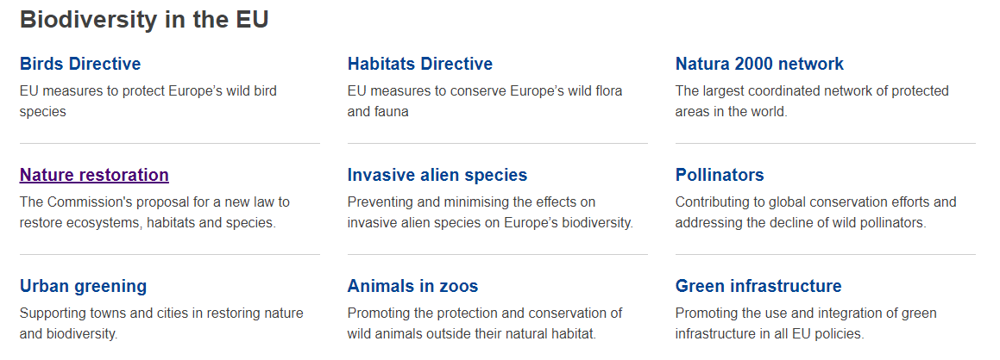 Biodiversity in the EU
Birds Directive
EU measures to protect Europe’s wild bird
species
Habitats Directive
EU measures to conserve Europe’s wild flora
and fauna
Natura 2000 network
The largest coordinated network of protected
areas in the world.
Nature restoration
The Commission's proposal for a new law to
restore ecosystems, habitats and species.
Invasive alien species
Preventing and minimising the effects on
invasive alien species on Europe’s biodiversity.
Pollinators
Contributing to global conservation efforts and
addressing the decline of wild pollinators.
Urban greening
Supporting towns and cities in restoring nature
and biodiversity.
Animals in zoos
Promoting the protection and conservation of
wild animals outside their natural habitat.
Green infrastructure
Promoting the use and integration of green
infrastructure in all EU policies.